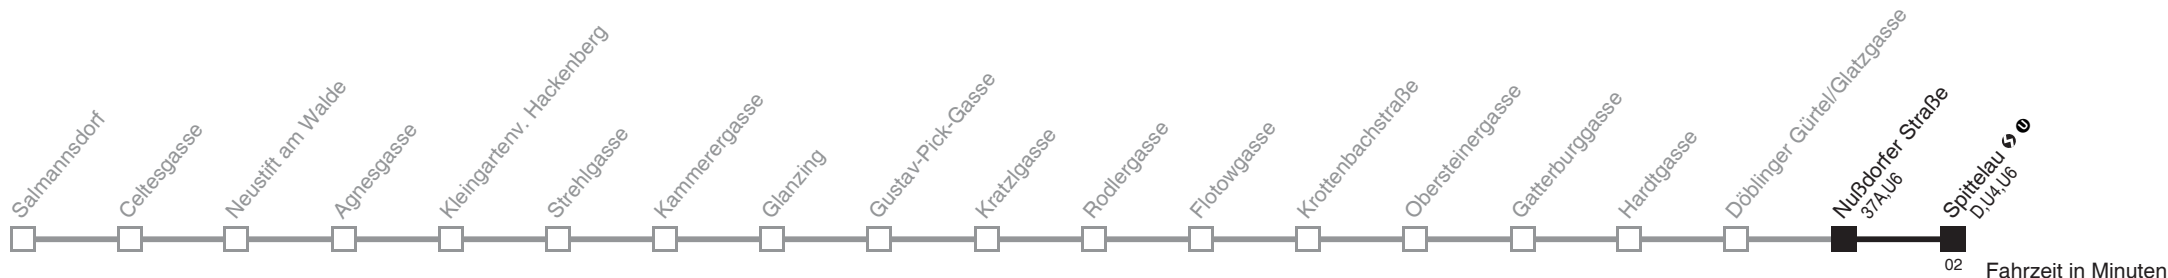 Salmannsdorf
Celtesgasse
Neustift am Walde
Agnesgasse
Kleingartenv. Hackenberg
Strehlgasse
Kammerergasse
Glanzing
Gustav-Pick-Gasse
Kratzlgasse
Rodlergasse
Flotowgasse
Krottenbachstraße
Obersteinergasse
Gatterburggasse
Hardtgasse
Döblinger Gürtel/Glatzgasse
Nußdorfer Straße
37A,U6
Spittelau S U
D,U4,U6
02
Fahrzeit in Minuten